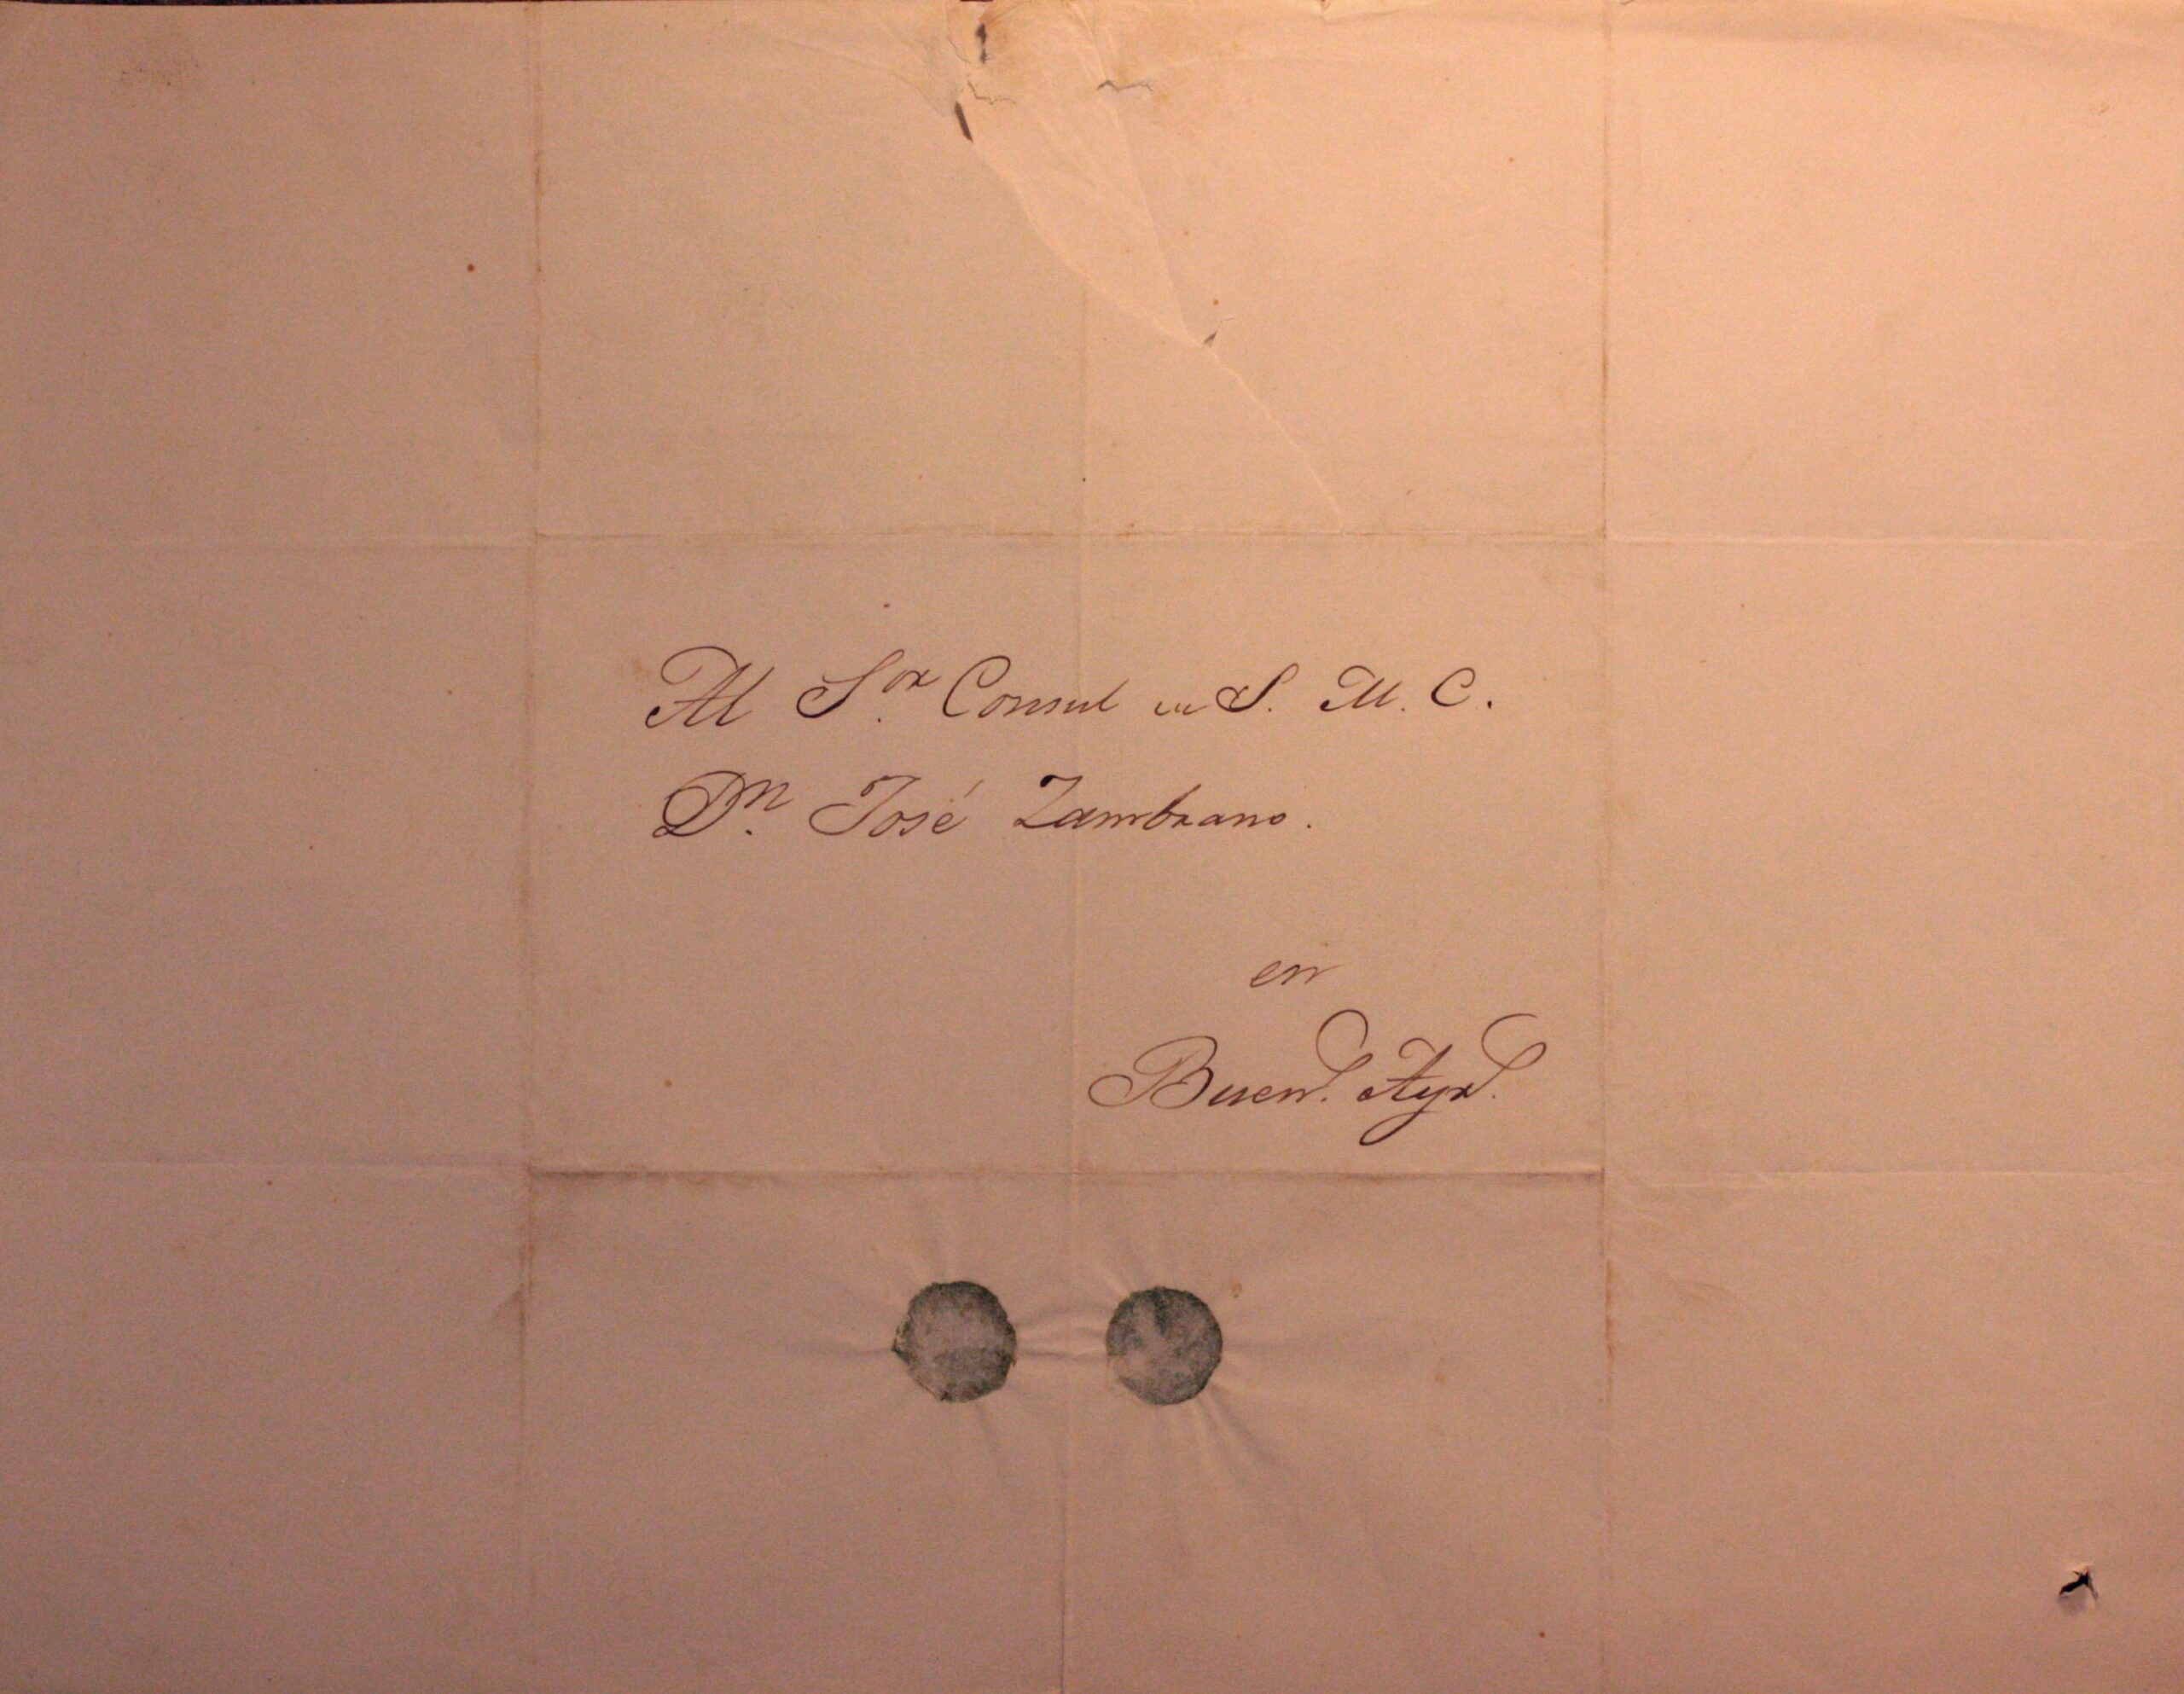 Al S.or Consul de S. M. C.
D.n José Zambrano.
en
Buen.s Ayr.s